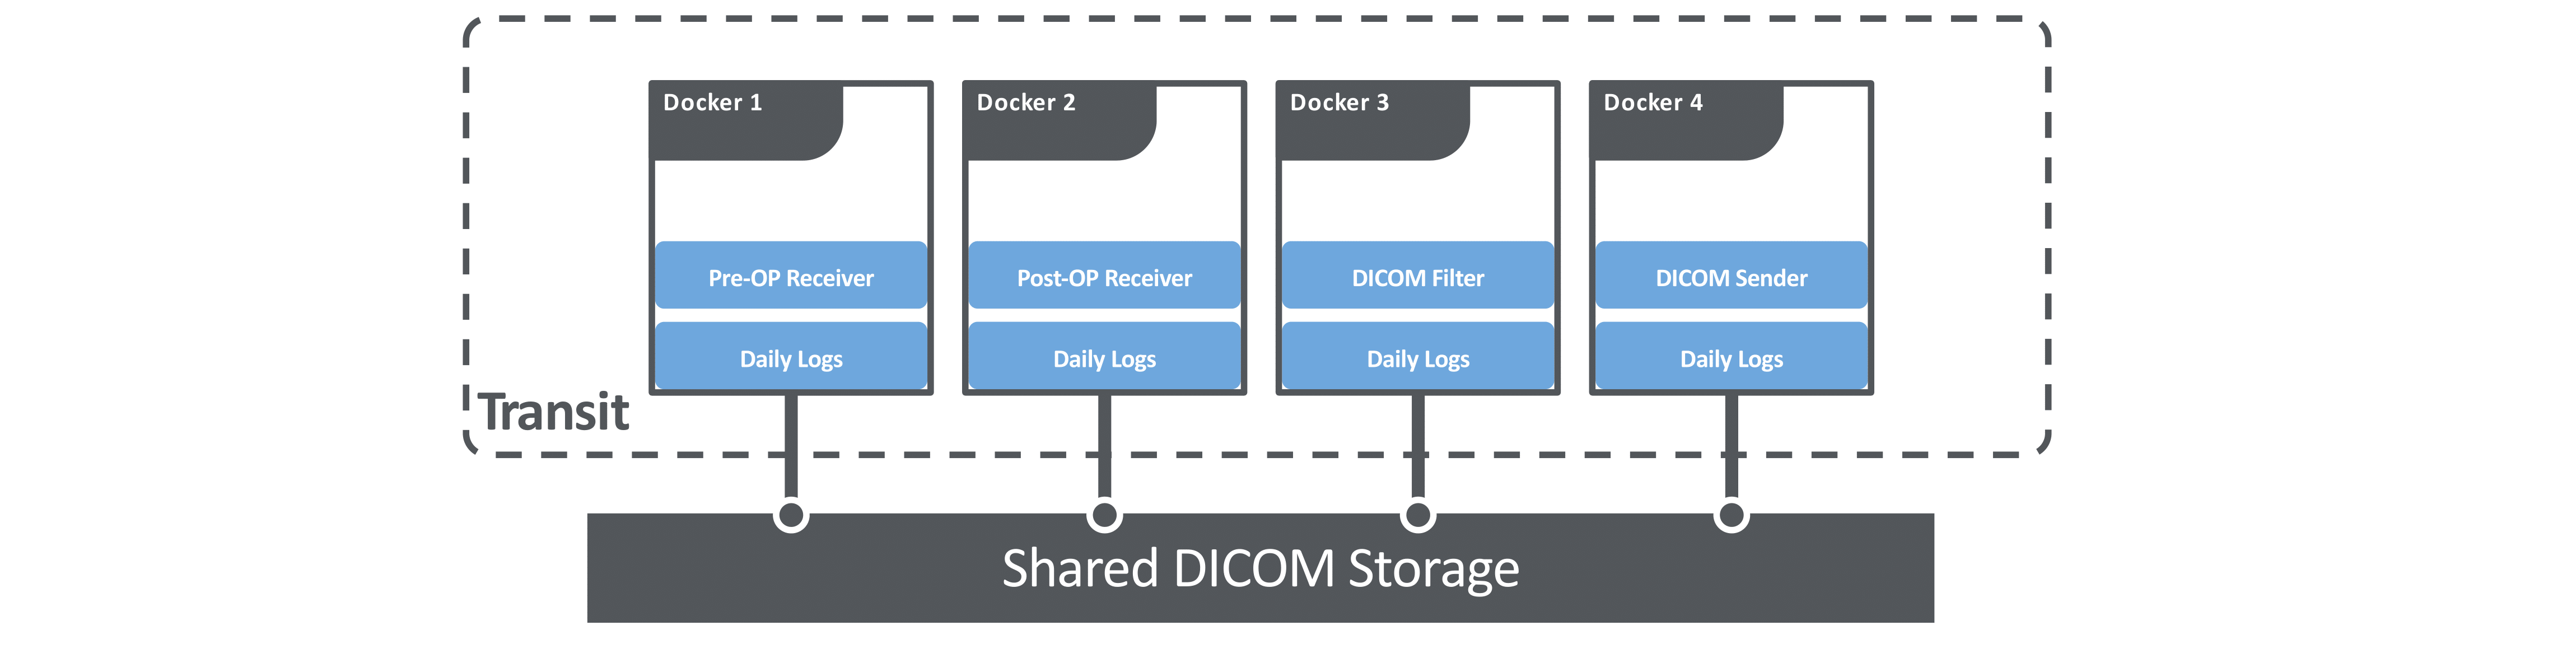 Docker 1
Docker 2
Docker 3
Docker 4
Pre-OP Receiver
Post-OP Receiver
DICOM Filter
DICOM Sender
Daily Logs
Daily Logs
Daily Logs
Daily Logs
Transit
Shared DICOM Storage